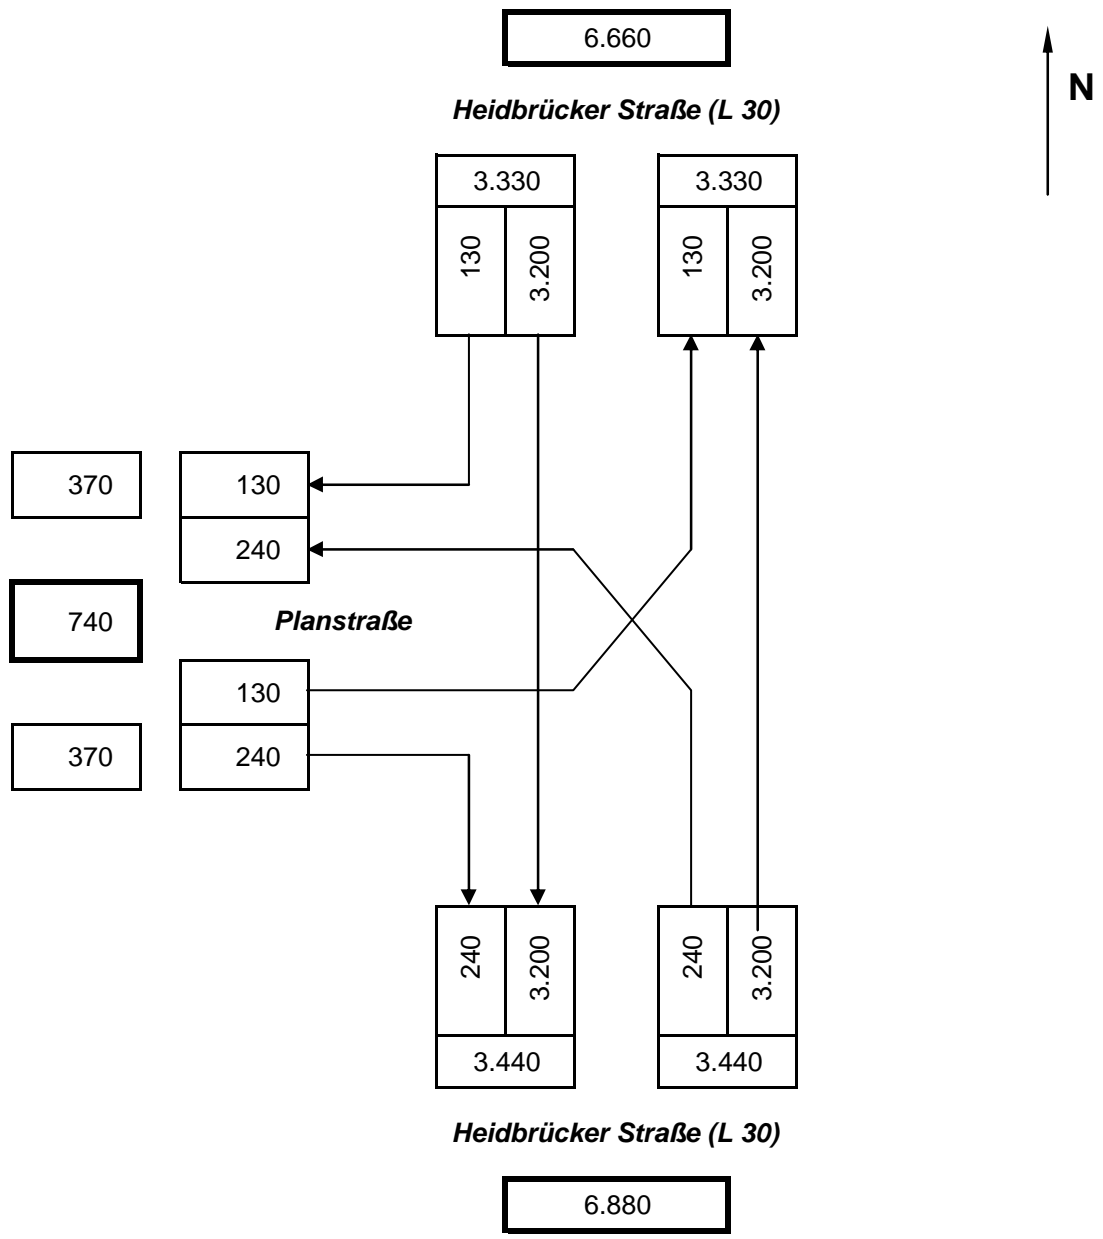 6.660
N
Heidbrücker Straße (L 30)
3.330 3.330
130 3.200 130 3.200
370 130
240
740 Planstraße
130
370 240
240 3.200 240 3.200
3.440 3.440
Heidbrücker Straße (L 30)
6.880